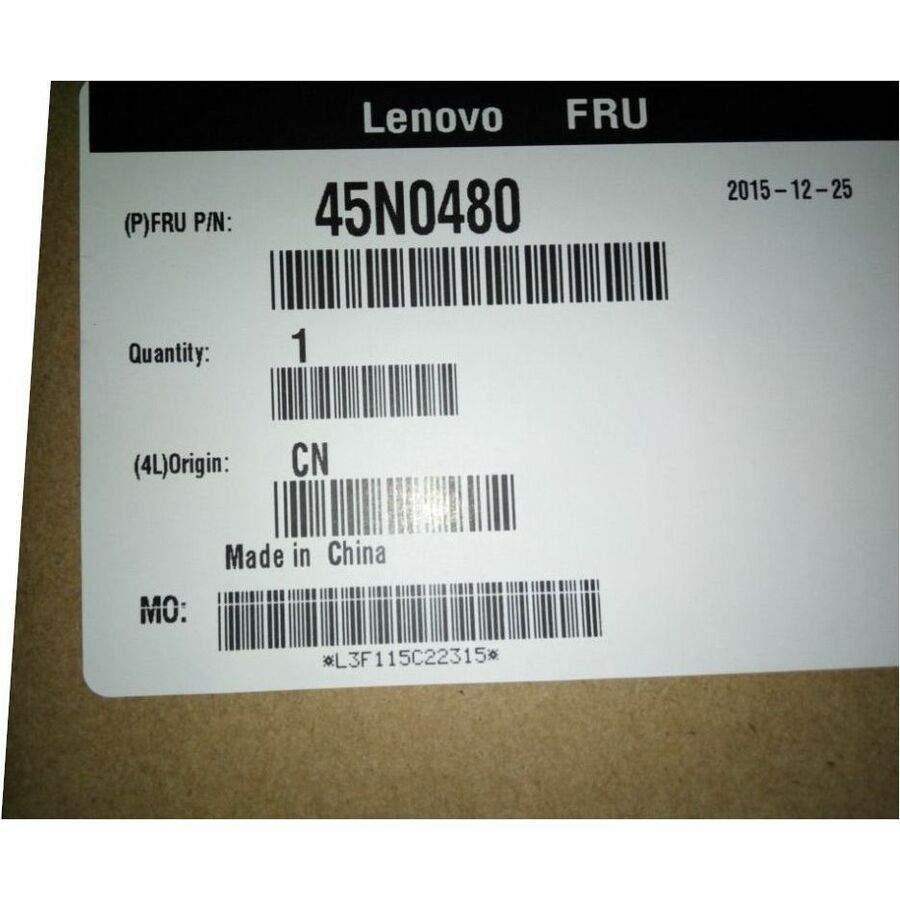 Lenovo FRU
(P)FRU P/N: 45N0480 2015-12-25
Quantity: 1
(4L)Origin: CN
Made in China
MO:
*L3F115C22315*